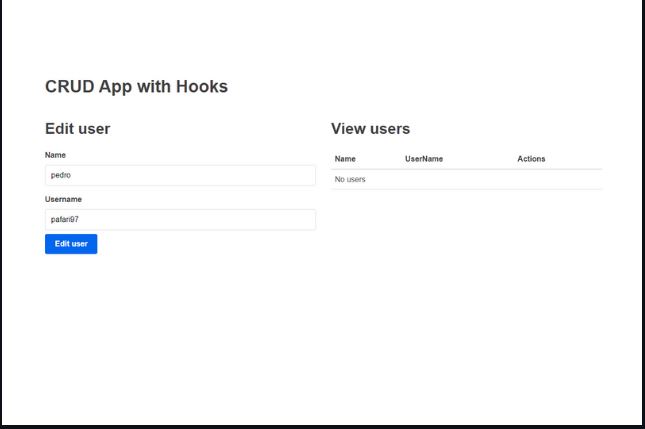 CRUD App with Hooks
Edit user
Name
pedro
Username
pafari97
Edit user
View users
Name UserName Actions
No users